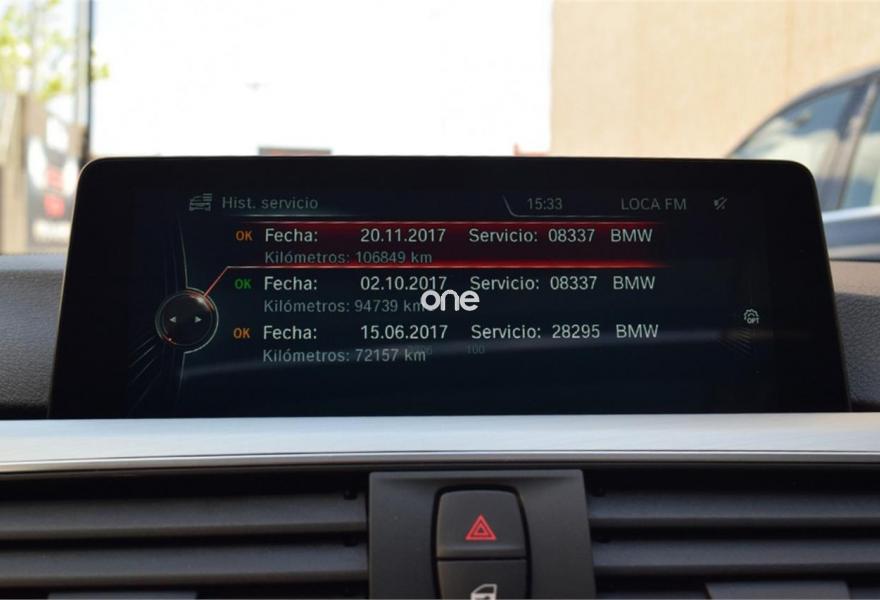 Hist. servicio 15:33 LOCA FM
OK Fecha: 20.11.2017 Servicio: 08337 BMW
Kilómetros: 106849 km
OK Fecha: 02.10.2017 Servicio: 08337 BMW
Kilómetros: 94739 km
one
OK Fecha: 15.06.2017 Servicio: 28295 BMW
Kilómetros: 72157 km
100
OPT